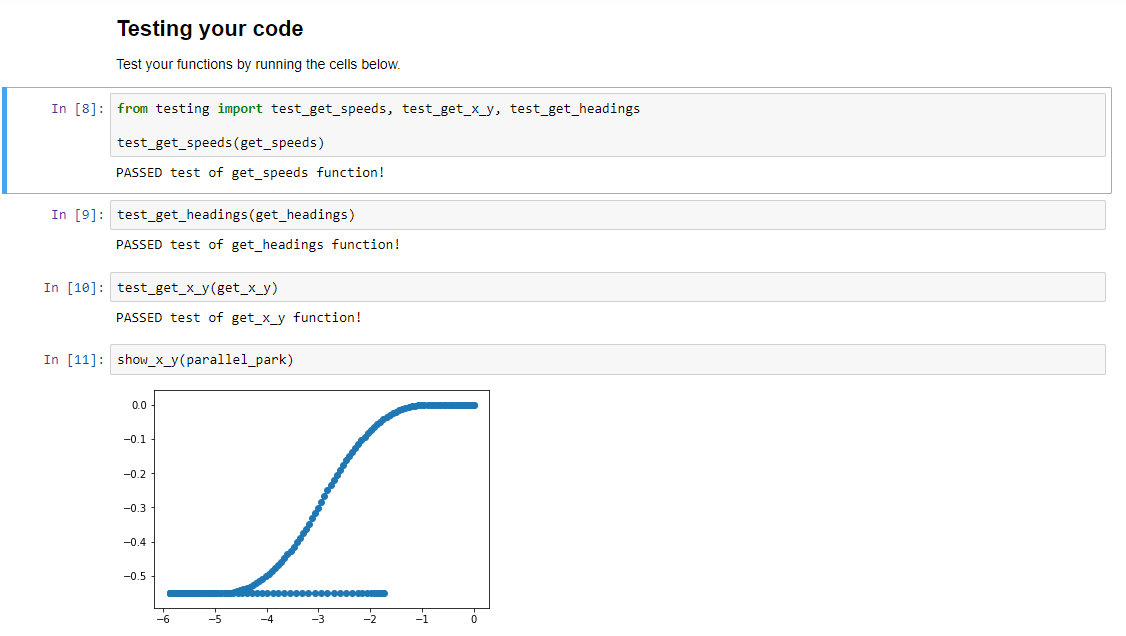 Testing your code
Test your functions by running the cells below.
In [8]: from testing import test_get_speeds, test_get_x_y, test_get_headings
test_get_speeds(get_speeds)
PASSED test of get_speeds function!
In [9]: test_get_headings(get_headings)
PASSED test of get_headings function!
In [10]: test_get_x_y(get_x_y)
PASSED test of get_x_y function!
In [11]: show_x_y(parallel_park)
0.0
−0.1
−0.2
−0.3
−0.4
−0.5
−6 −5 −4 −3 −2 −1 0